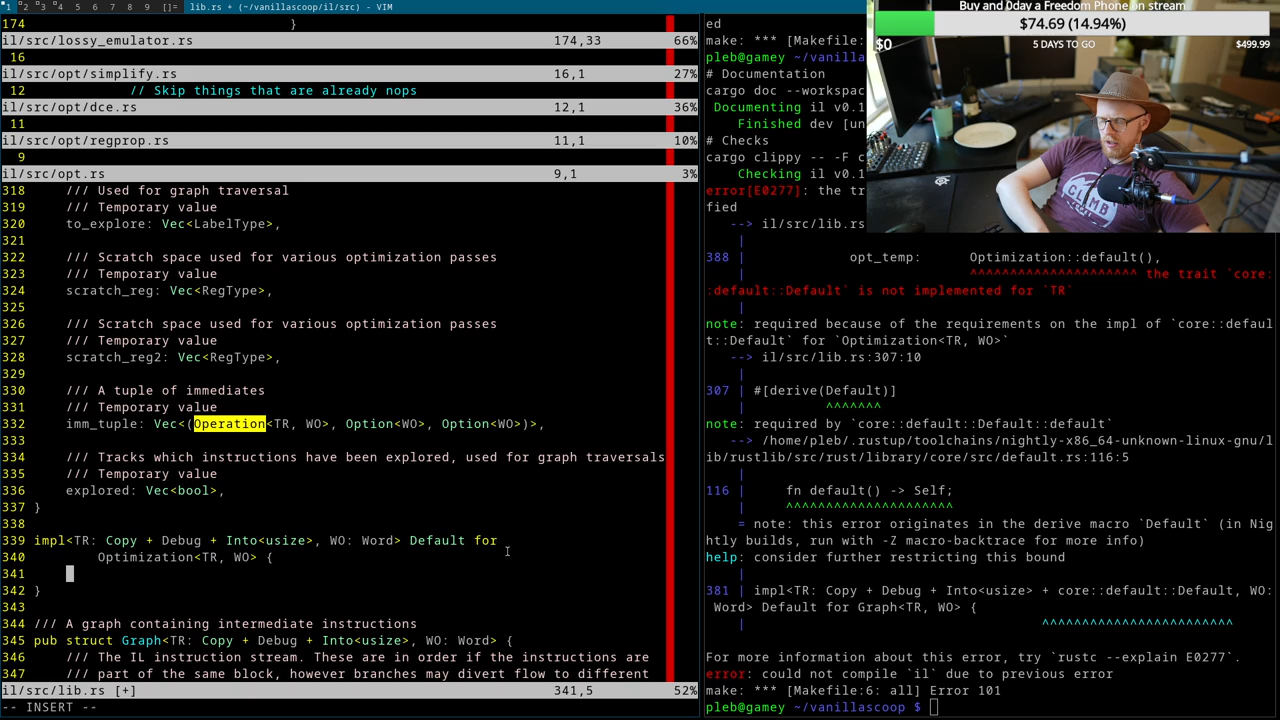 1 2 3 4 5 6 7 8 9 []= lib.rs + (~/vanillascoop/il/src) - VIM
174 }
il/src/lossy_emulator.rs 174,33 66%
16
il/src/opt/simplify.rs 16,1 27%
12 // Skip things that are already nops
il/src/opt/dce.rs 12,1 36%
11
il/src/opt/regprop.rs 11,1 10%
9
il/src/opt.rs 9,1 3%
318 /// Used for graph traversal
319 /// Temporary value
320 to_explore: Vec<LabelType>,
321
322 /// Scratch space used for various optimization passes
323 /// Temporary value
324 scratch_reg: Vec<RegType>,
325
326 /// Scratch space used for various optimization passes
327 /// Temporary value
328 scratch_reg2: Vec<RegType>,
329
330 /// A tuple of immediates
331 /// Temporary value
332 imm_tuple: Vec<(Operation<TR, WO>, Option<WO>, Option<WO>)>,
333
334 /// Tracks which instructions have been explored, used for graph traversals
335 /// Temporary value
336 explored: Vec<bool>,
337 }
338
339 impl<TR: Copy + Debug + Into<usize>, WO: Word> Default for
340 Optimization<TR, WO> {
341
342 }
343
344 /// A graph containing intermediate instructions
345 pub struct Graph<TR: Copy + Debug + Into<usize>, WO: Word> {
346 /// The IL instruction stream. These are in order if the instructions are
347 /// part of the same block, however branches may divert flow to different
il/src/lib.rs [+] 341,5 52%
-- INSERT --
ed
make: *** [Makefile:
pleb@gamey ~/vanilla
# Documentation
cargo doc --workspac
Documenting il v0.1
Finished dev [un
# Checks
cargo clippy -- -F c
Checking il v0.1
error[E0277]: the tr
fied
--> il/src/lib.rs
|
388 | opt_temp: Optimization::default(),
| ^^^^^^^^^^^^^^^^^^^^^ the trait `core:
:default::Default` is not implemented for `TR`
|
note: required because of the requirements on the impl of `core::defaul
t::Default` for `Optimization<TR, WO>`
--> il/src/lib.rs:307:10
|
307 | #[derive(Default)]
| ^^^^^^^
note: required by `core::default::Default::default`
--> /home/pleb/.rustup/toolchains/nightly-x86_64-unknown-linux-gnu/l
ib/rustlib/src/rust/library/core/src/default.rs:116:5
|
116 | fn default() -> Self;
| ^^^^^^^^^^^^^^^^^^^^^
= note: this error originates in the derive macro `Default` (in Nig
htly builds, run with -Z macro-backtrace for more info)
help: consider further restricting this bound
|
381 | impl<TR: Copy + Debug + Into<usize> + core::default::Default, WO:
Word> Default for Graph<TR, WO> {
| ^^^^^^^^^^^^^^^^^^^^^^^^
For more information about this error, try `rustc --explain E0277`.
error: could not compile `il` due to previous error
make: *** [Makefile:6: all] Error 101
pleb@gamey ~/vanillascoop $
Buy and 0day a Freedom Phone on stream
$74.69 (14.94%)
$0 5 DAYS TO GO $499.99
CLIMB